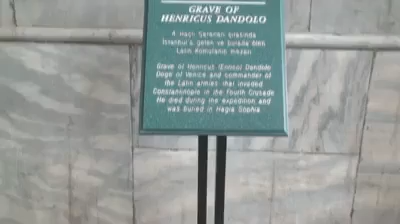 GRAVE OF
HENRICUS DANDOLO
4. Haçlı Seferleri sırasında
İstanbul'a gelen ve burada ölen
Latin Komutanın mezarı
Grave of Henricus (Enrico) Dandolo
Doge of Venice and commander of
the Latin armies that invaded
Constantinople in the Fourth Crusade
He died during the expedition and
was buried in Hagia Sophia